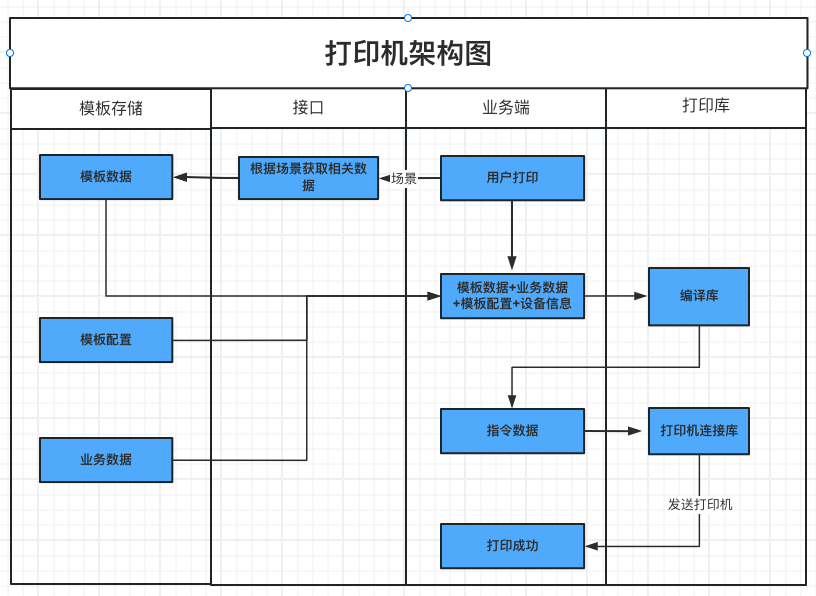 打印机架构图
模板存储
接口
业务端
打印库
模板数据
根据场景获取相关数
据
场景
用户打印
模板数据+业务数据
+模板配置+设备信息
编译库
模板配置
指令数据
打印机连接库
业务数据
发送打印机
打印成功